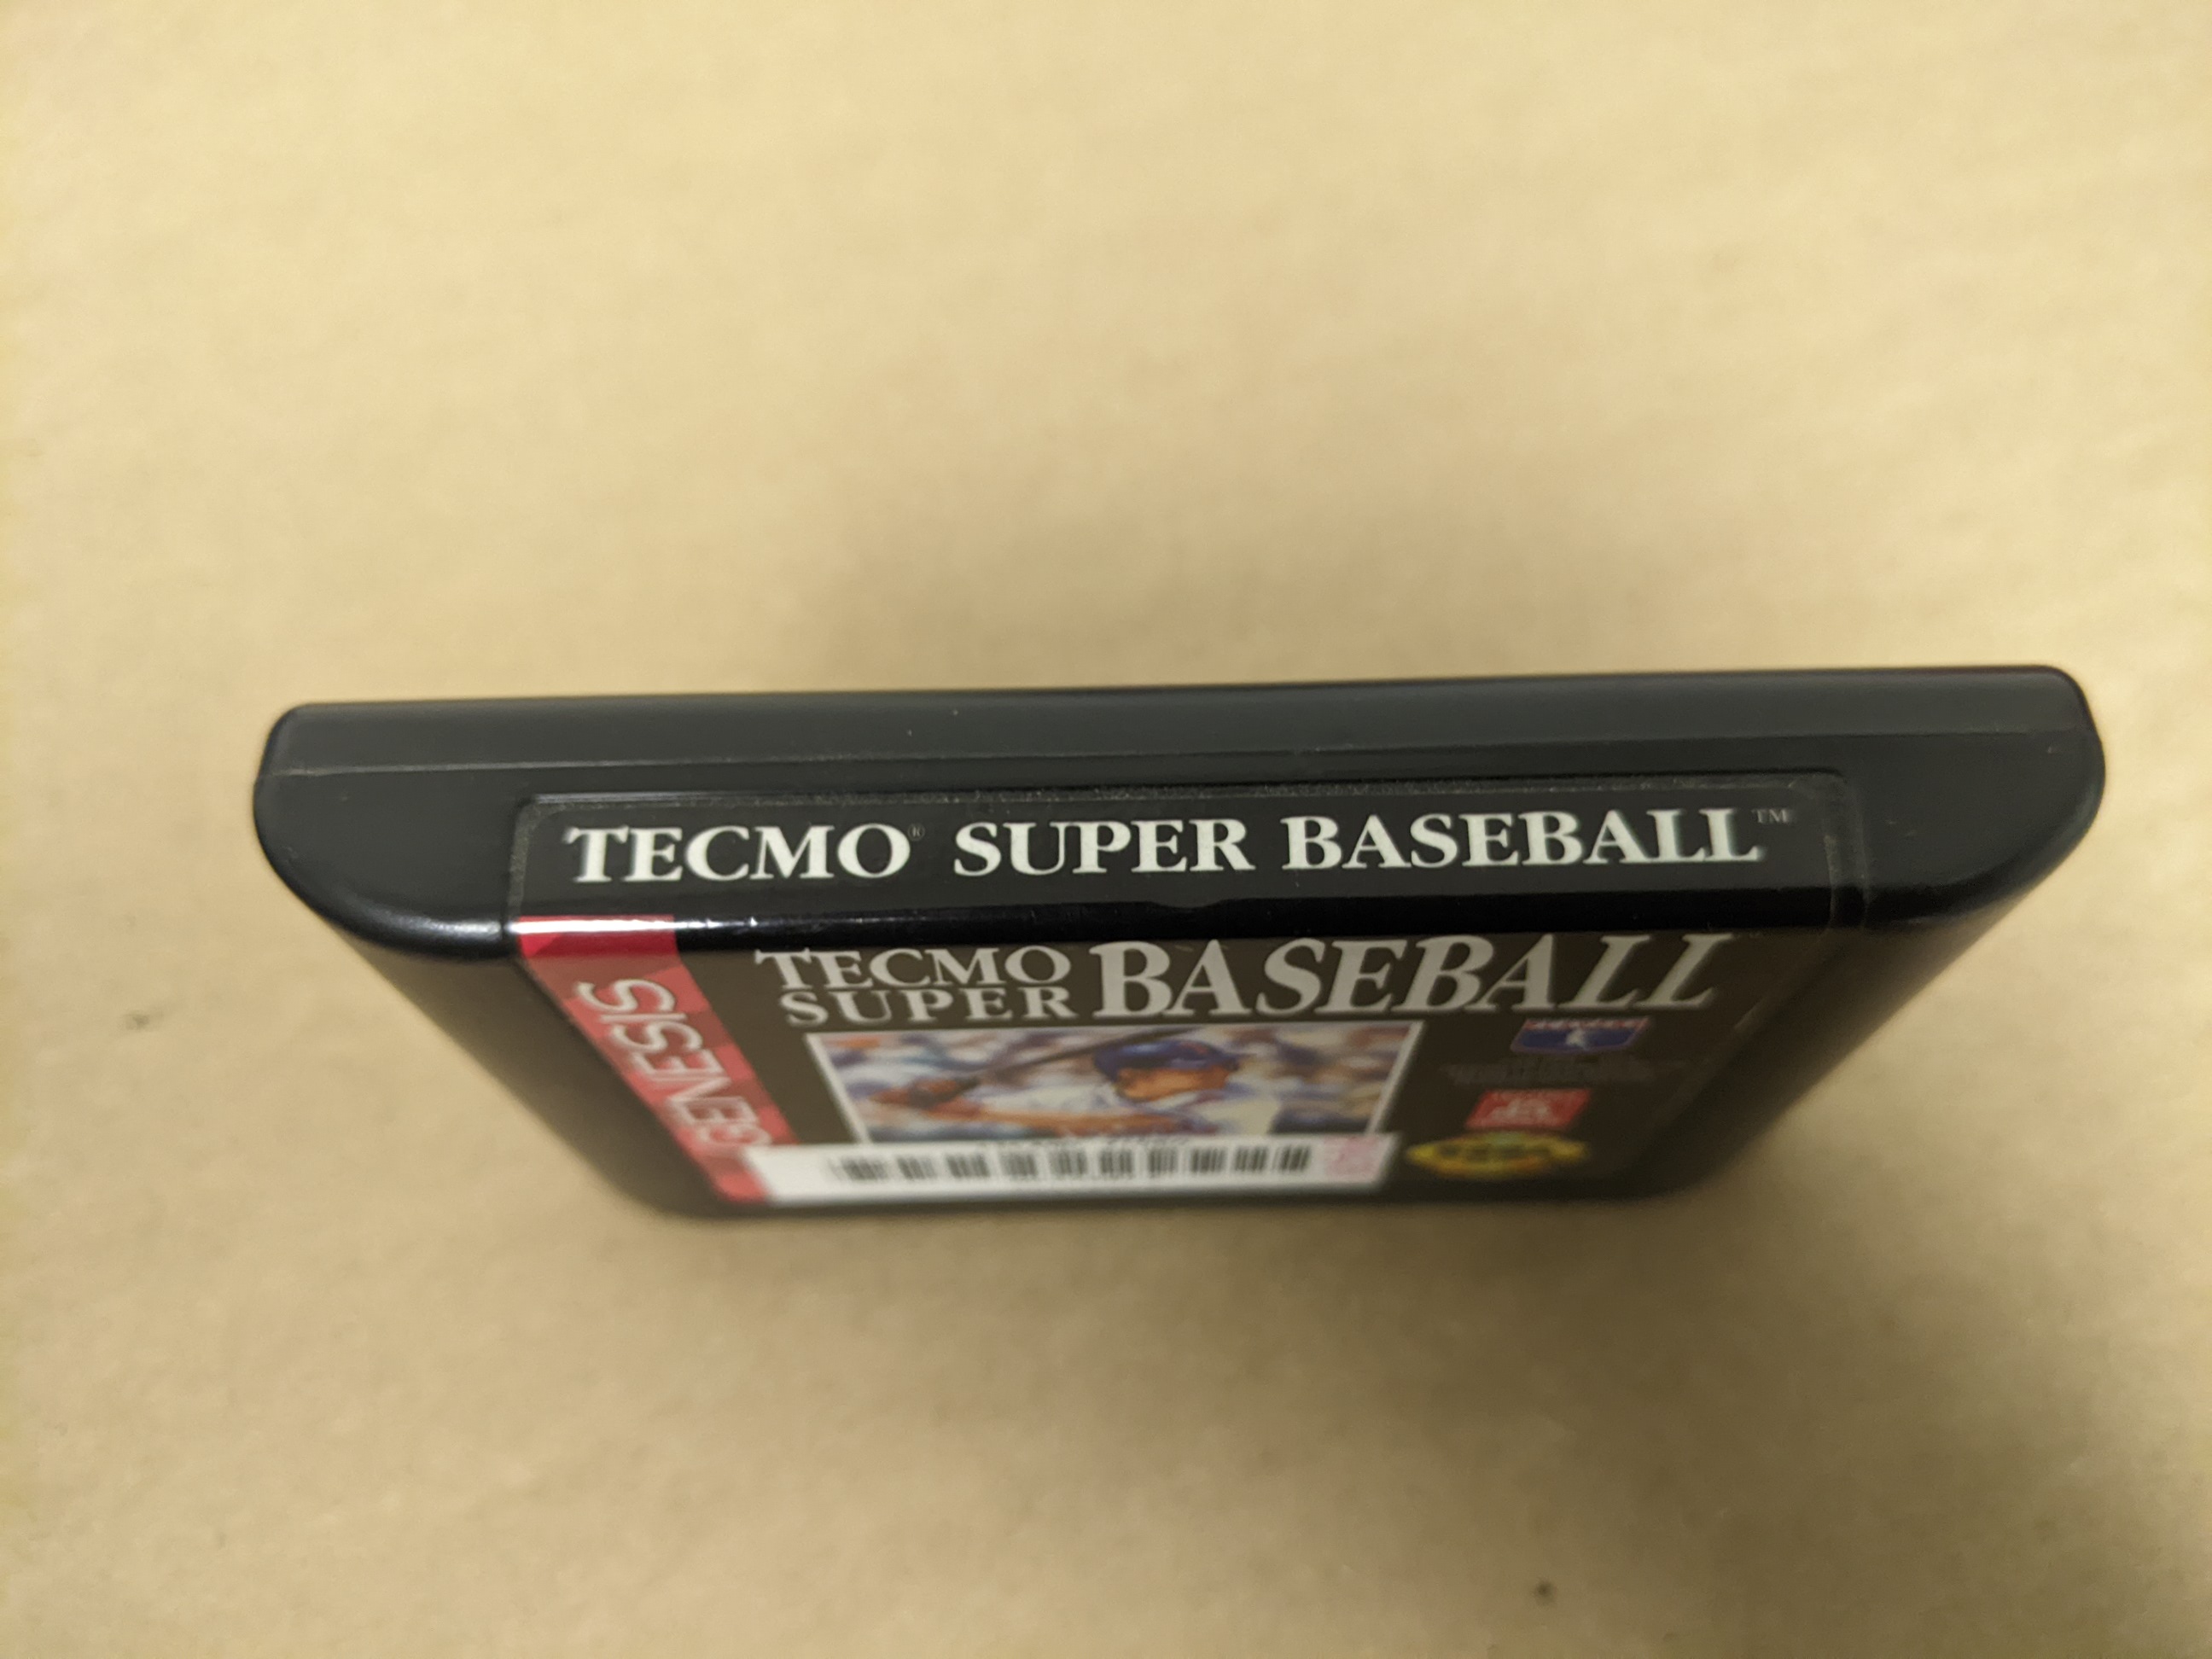 TECMO® SUPER BASEBALL™
TECMO
SUPER BASEBALL
GENESIS